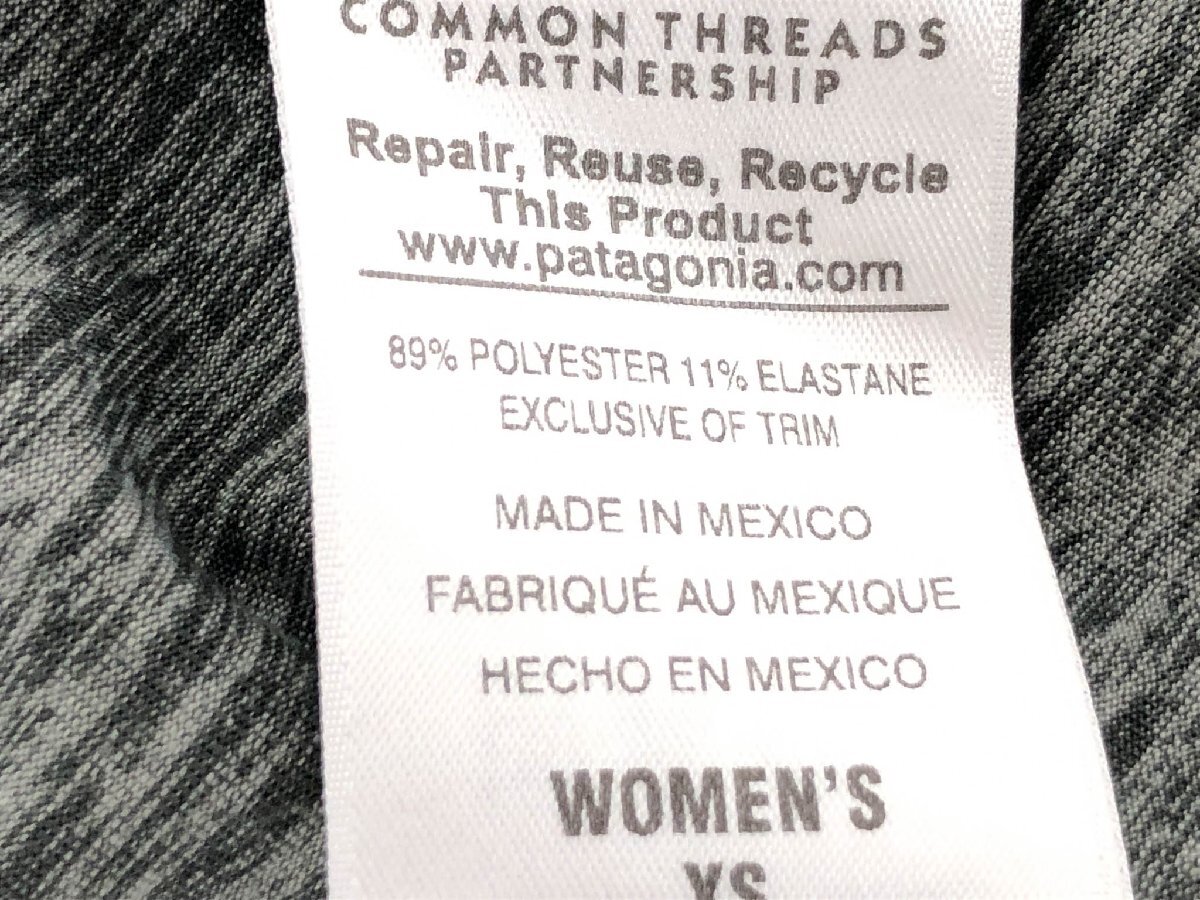 COMMON THREADS
PARTNERSHIP
Repair, Reuse, Recycle
This Product
www.patagonia.com
89% POLYESTER 11% ELASTANE
EXCLUSIVE OF TRIM
MADE IN MEXICO
FABRIQUÉ AU MEXIQUE
HECHO EN MEXICO
WOMEN'S
XS